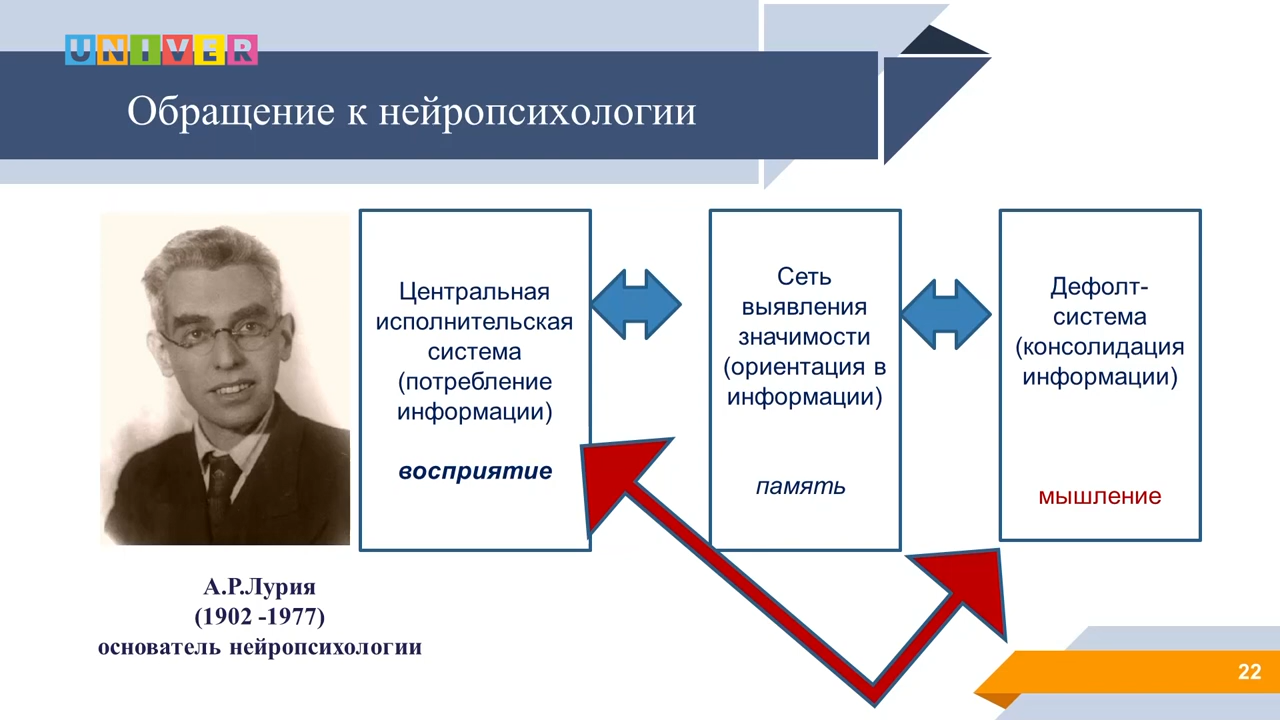 UNIVER
Обращение к нейропсихологии
Центральная
исполнительская
система
(потребление
информации)
восприятие
Сеть
выявления
значимости
(ориентация в
информации)
память
Дефолт-
система
(консолидация
информации)
мышление
А.Р.Лурия
(1902 -1977)
основатель нейропсихологии
22